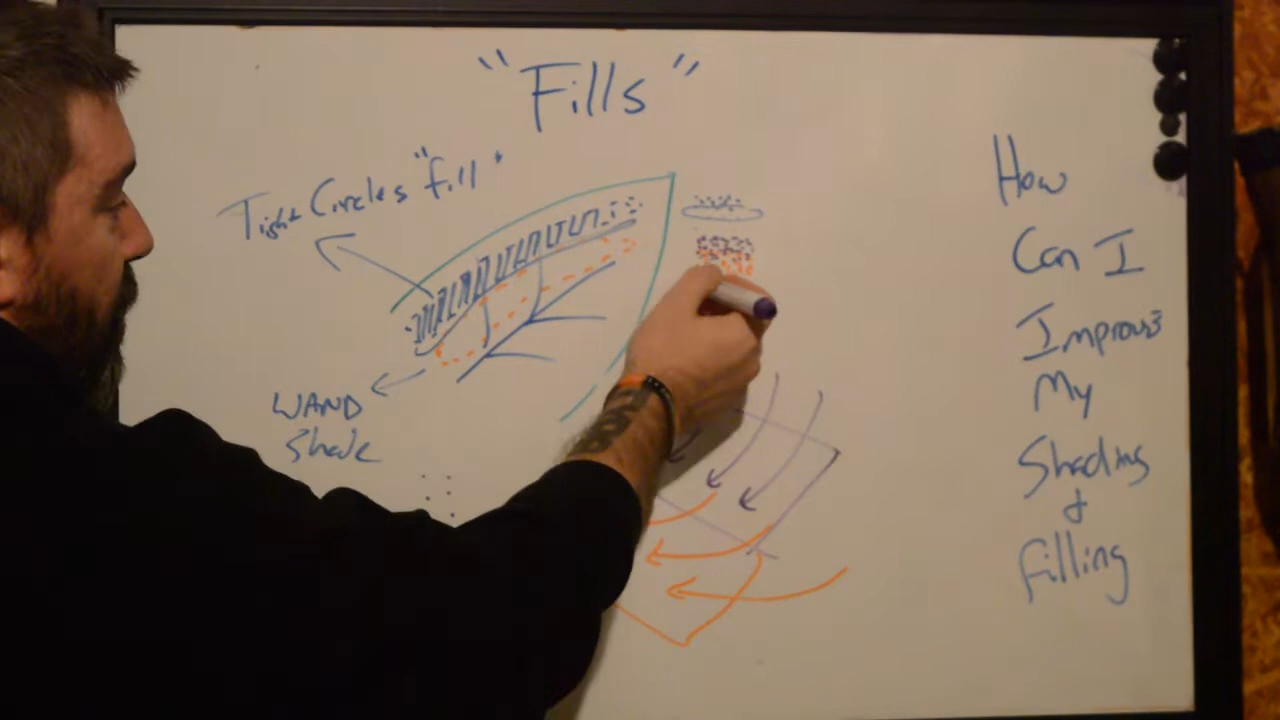 "Fills"
Tight Circles "fill"
WAND
Shade
How
Can I
Improve
My
Shading
&
Filling